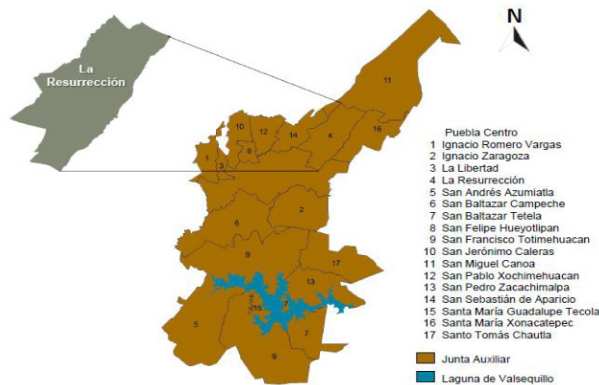 La
Resurrección
N
11
10
12
14
4
16
8
1
3
2
6
9
17
13
15
7
5
7
9
Puebla Centro
1 Ignacio Romero Vargas
2 Ignacio Zaragoza
3 La Libertad
4 La Resurrección
5 San Andrés Azumiatla
6 San Baltazar Campeche
7 San Baltazar Tetela
8 San Felipe Hueyotlipan
9 San Francisco Totimehuacan
10 San Jerónimo Caleras
11 San Miguel Canoa
12 San Pablo Xochimehuacan
13 San Pedro Zacachimalpa
14 San Sebastián de Aparicio
15 Santa María Guadalupe Tecola
16 Santa María Xonacatepec
17 Santo Tomás Chautla
Junta Auxiliar
Laguna de Valsequillo